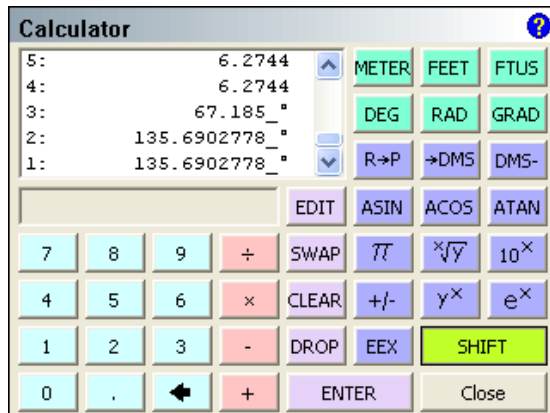 Calculator ?
5: 6.2744
4: 6.2744
3: 67.185_°
2: 135.6902778_°
1: 135.6902778_°
METER FEET FTUS
DEG RAD GRAD
R→P →DMS DMS-
EDIT ASIN ACOS ATAN
7 8 9 ÷ SWAP π ˣ√y 10ˣ
4 5 6 × CLEAR +/- yˣ eˣ
1 2 3 - DROP EEX SHIFT
0 . 🡄 + ENTER Close